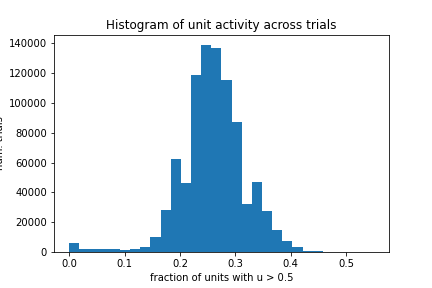 Histogram of unit activity across trials
140000
120000
100000
80000
60000
40000
20000
0
0.0 0.1 0.2 0.3 0.4 0.5
fraction of units with u > 0.5